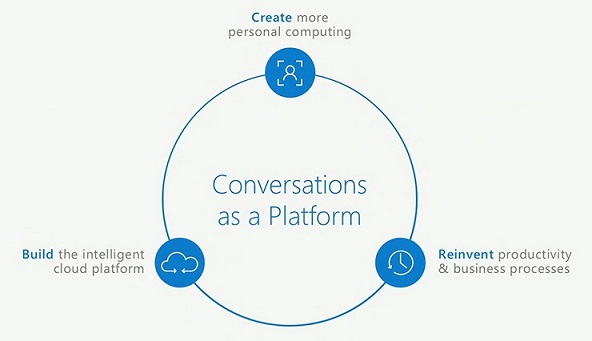 Create more
personal computing
Conversations
as a Platform
Build the intelligent
cloud platform
Reinvent productivity
& business processes